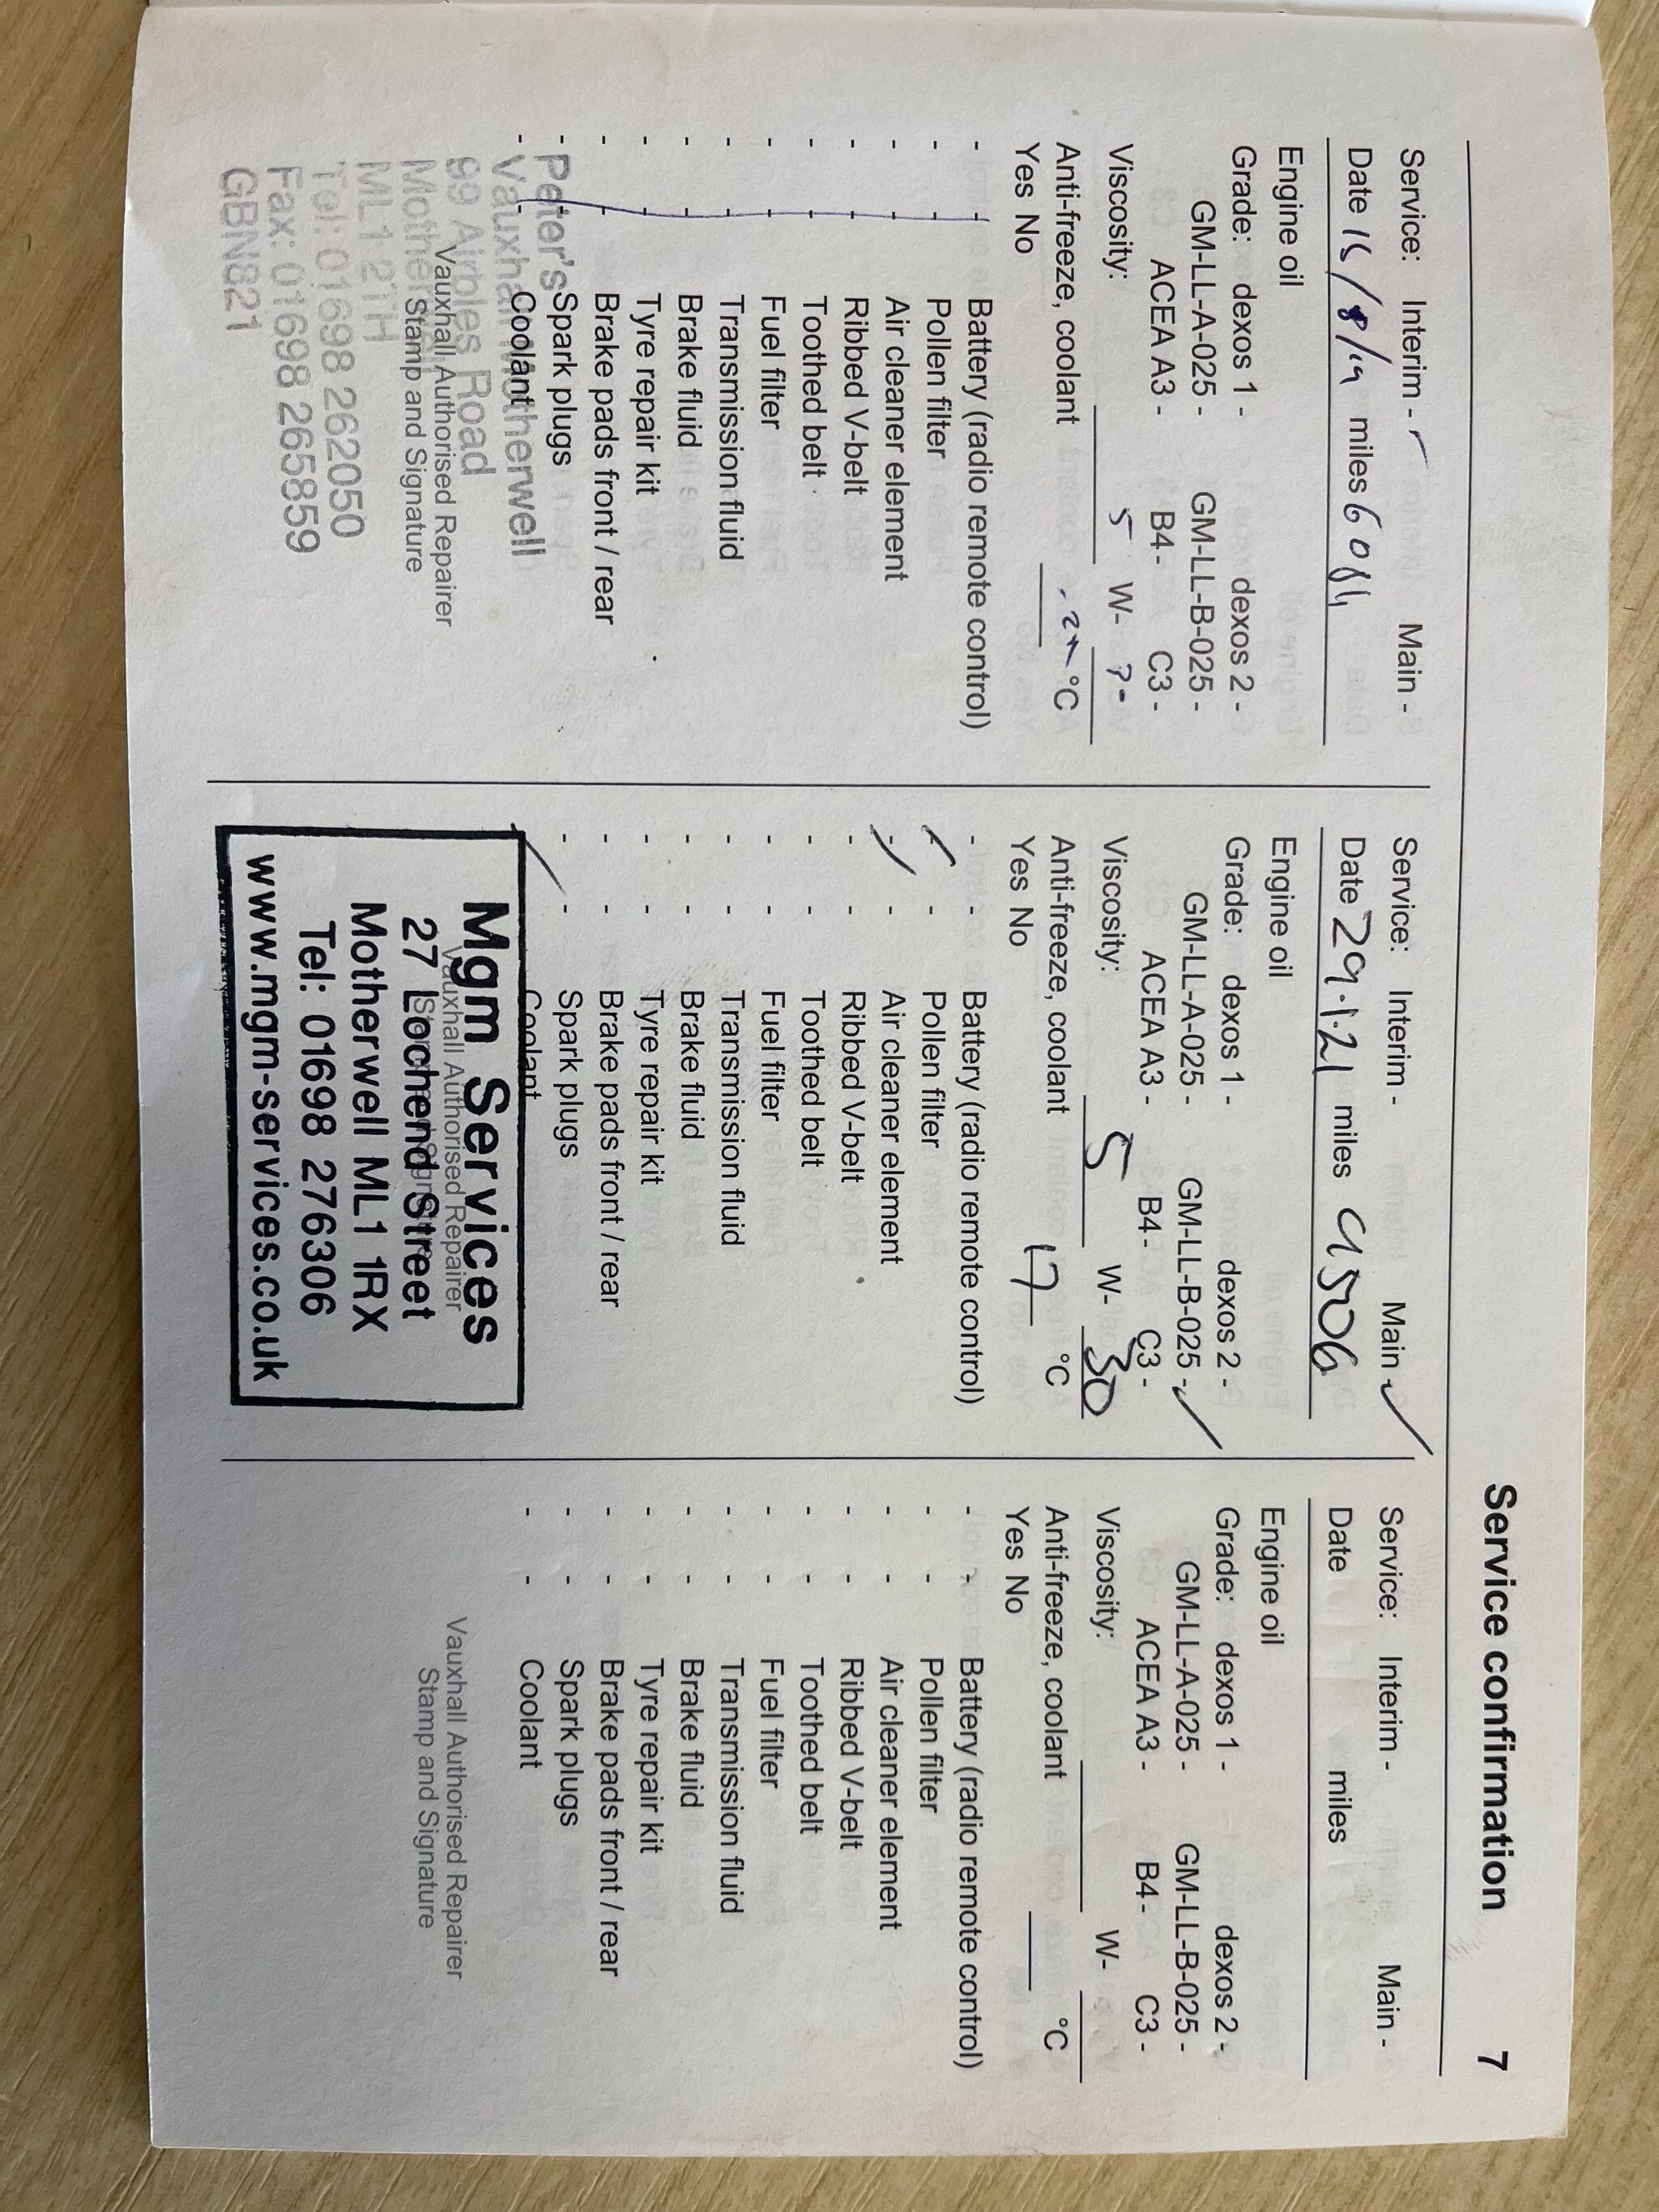 Service confirmation 7
Service: Interim - Main -
Date 15/8/19 miles
Engine oil
Grade: dexos 1 - dexos 2 -
GM-LL-A-025 - GM-LL-B-025 -
ACEA A3 - B4 - C3 -
Viscosity: 5 W-
Anti-freeze, coolant °C
Yes No
- - Battery (radio remote control)
- - Pollen filter
- - Air cleaner element
- - Ribbed V-belt
- - Toothed belt
- - Fuel filter
- - Transmission fluid
- - Brake fluid
- - Tyre repair kit
- - Brake pads front / rear
- - Spark plugs
- - Coolant
Vauxhall Authorised Repairer
Stamp and Signature
Peter's
Vauxhall Motherwell
99 Airbles Road
Motherwell
ML1 2TH
Tel: 01698 262050
Fax: 01698 265859
GBN821
Service: Interim - Main - ✓
Date 29.1.21 miles 9506
Engine oil
Grade: dexos 1 - dexos 2 -
GM-LL-A-025 - GM-LL-B-025 - ✓
ACEA A3 - B4 - C3 -
Viscosity: 5 W- 30
Anti-freeze, coolant 17 °C
Yes No
- - Battery (radio remote control)
✓ - Pollen filter
✓ - Air cleaner element
- - Ribbed V-belt
- - Toothed belt
- - Fuel filter
- - Transmission fluid
- - Brake fluid
- - Tyre repair kit
- - Brake pads front / rear
- - Spark plugs
Coolant
Vauxhall Authorised Repairer
Stamp and Signature
Mgm Services
27 Lochend Street
Motherwell ML1 1RX
Tel: 01698 276306
www.mgm-services.co.uk
Service: Interim - Main -
Date miles
Engine oil
Grade: dexos 1 - dexos 2 -
GM-LL-A-025 - GM-LL-B-025 -
ACEA A3 - B4 - C3 -
Viscosity: W-
Anti-freeze, coolant °C
Yes No
- - Battery (radio remote control)
- - Pollen filter
- - Air cleaner element
- - Ribbed V-belt
- - Toothed belt
- - Fuel filter
- - Transmission fluid
- - Brake fluid
- - Tyre repair kit
- - Brake pads front / rear
- - Spark plugs
- - Coolant
Vauxhall Authorised Repairer
Stamp and Signature